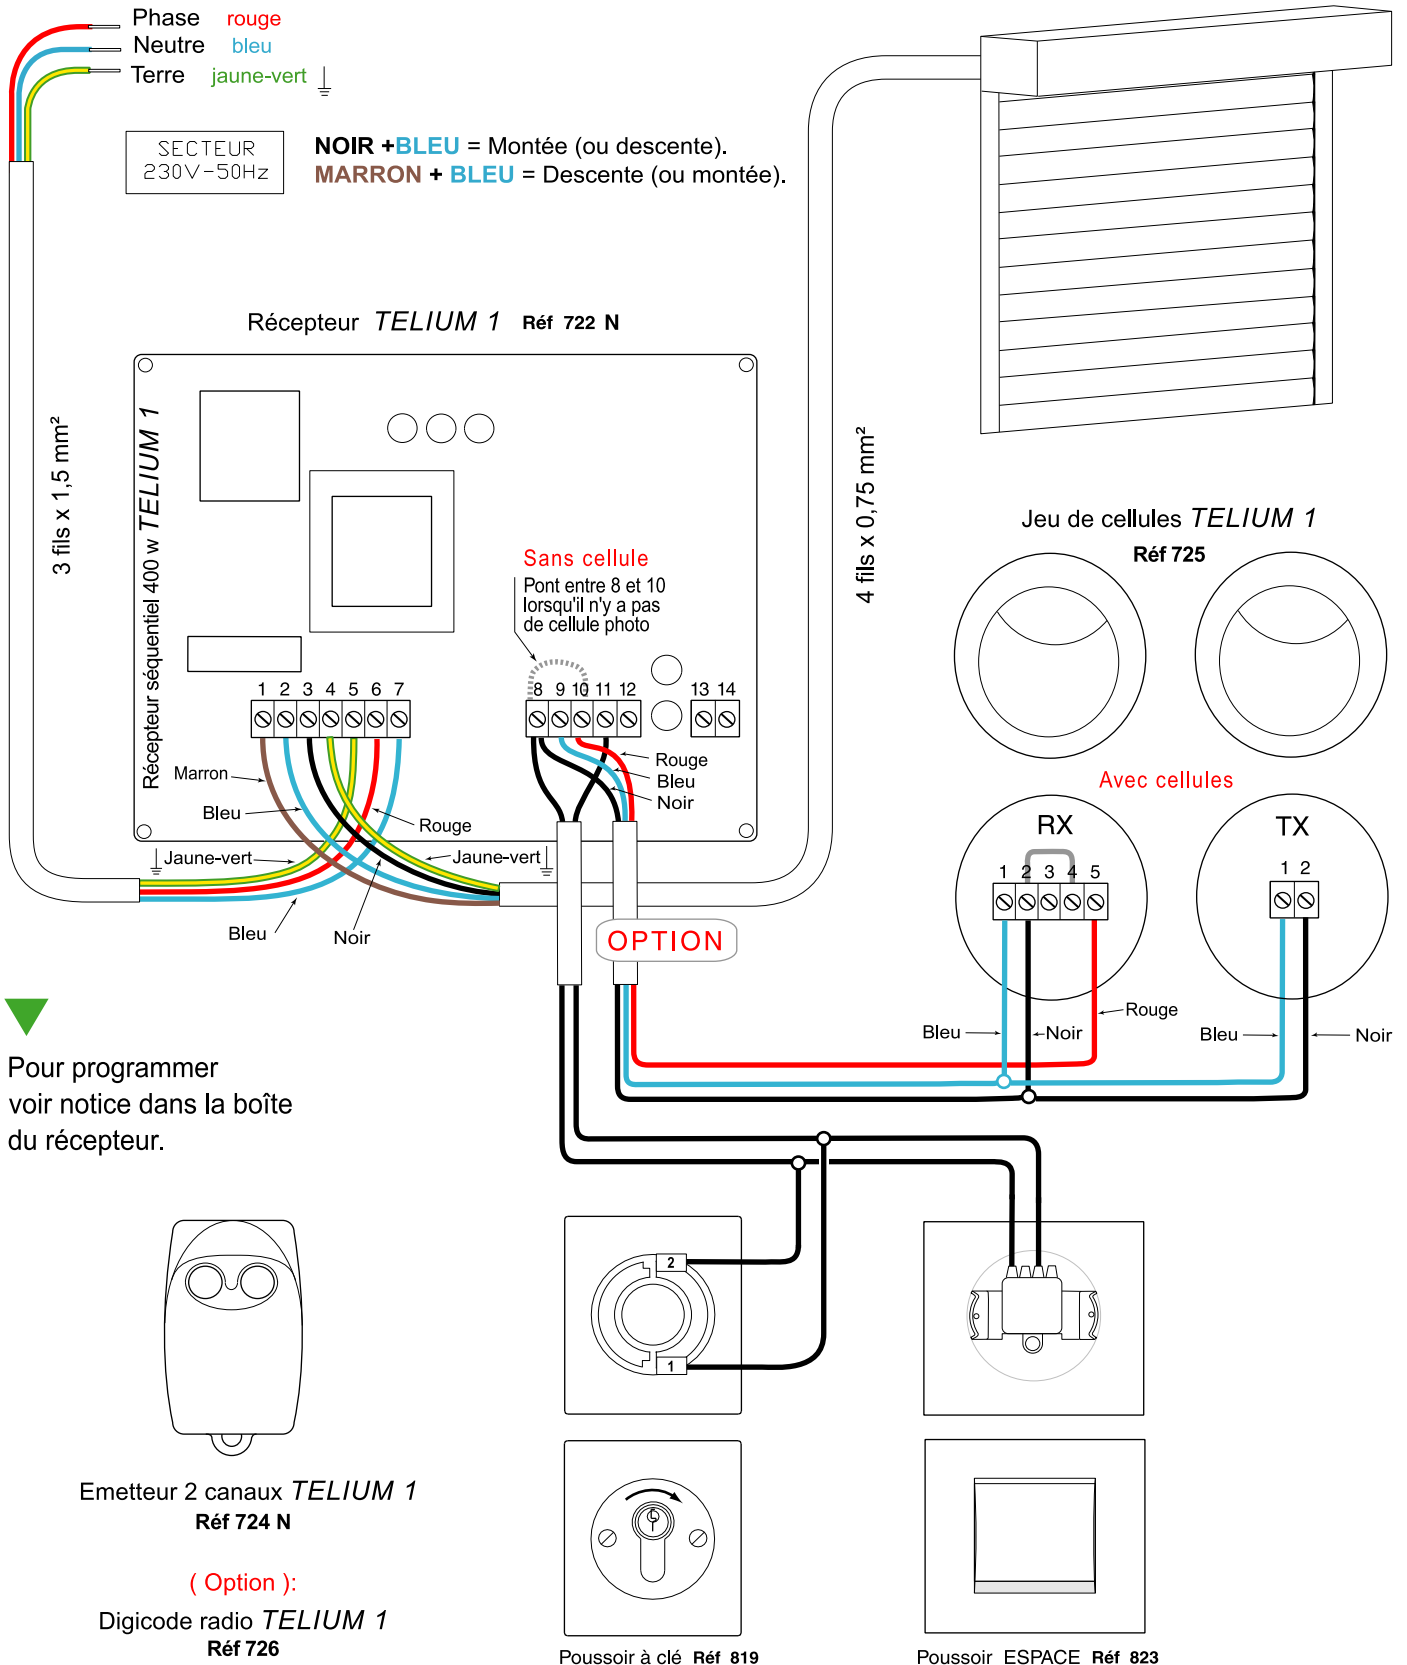 Phase rouge
Neutre bleu
Terre jaune-vert
SECTEUR
230V-50Hz
NOIR +BLEU = Montée (ou descente).
MARRON + BLEU = Descente (ou montée).
Récepteur TELIUM 1 Réf 722 N
3 fils x 1,5 mm²
Récepteur séquentiel 400 w TELIUM 1
4 fils x 0,75 mm²
Sans cellule
Pont entre 8 et 10
lorsqu'il n'y a pas
de cellule photo
1 2 3 4 5 6 7
8 9 10 11 12
13 14
Marron
Bleu
Rouge
Jaune-vert
Jaune-vert
Bleu
Noir
Rouge
Bleu
Noir
OPTION
Jeu de cellules TELIUM 1
Réf 725
Avec cellules
RX
1 2 3 4 5
TX
1 2
Bleu
Noir
Rouge
Bleu
Noir
Pour programmer
voir notice dans la boîte
du récepteur.
2
1
Emetteur 2 canaux TELIUM 1
Réf 724 N
( Option ):
Digicode radio TELIUM 1
Réf 726
Poussoir à clé Réf 819
Poussoir ESPACE Réf 823